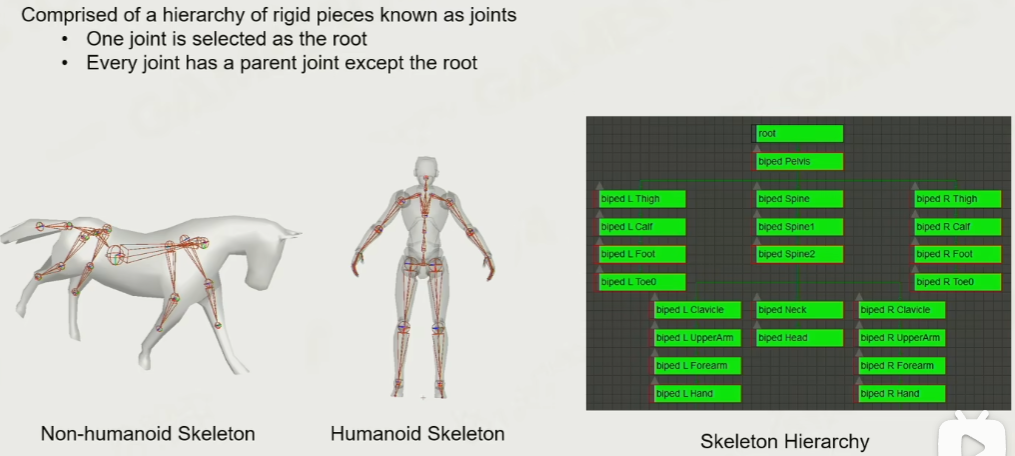 Comprised of a hierarchy of rigid pieces known as joints
• One joint is selected as the root
• Every joint has a parent joint except the root
root
biped Pelvis
biped L Thigh
biped Spine
biped R Thigh
biped L Calf
biped Spine1
biped R Calf
biped L Foot
biped Spine2
biped R Foot
biped L Toe0
biped R Toe0
biped L Clavicle
biped Neck
biped R Clavicle
biped L UpperArm
biped Head
biped R UpperArm
biped L Forearm
biped R Forearm
biped L Hand
biped R Hand
Non-humanoid Skeleton
Humanoid Skeleton
Skeleton Hierarchy